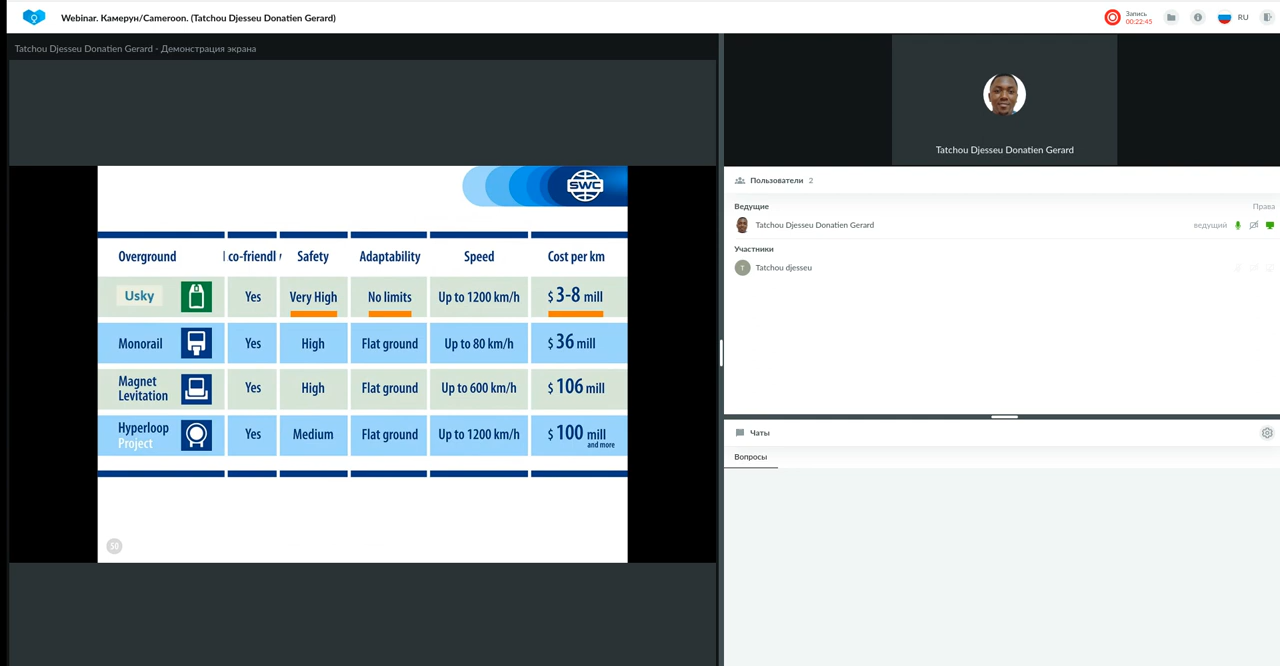 Webinar. Камерун/Cameroon. (Tatchou Djesseu Donatien Gerard)
Запись
00:22:45
RU
Tatchou Djesseu Donatien Gerard - Демонстрация экрана
SWC
Overground co-friendl Safety Adaptability Speed Cost per km
Usky Yes Very High No limits Up to 1200 km/h $ 3-8 mill
Monorail Yes High Flat ground Up to 80 km/h $ 36 mill
Magnet
Levitation Yes High Flat ground Up to 600 km/h $ 106 mill
Hyperloop
Project Yes Medium Flat ground Up to 1200 km/h $ 100 mill
and more
50
Tatchou Djesseu Donatien Gerard
Пользователи 2
Ведущие Права
Tatchou Djesseu Donatien Gerard ведущий
Участники
T Tatchou djesseu
Чаты
Вопросы